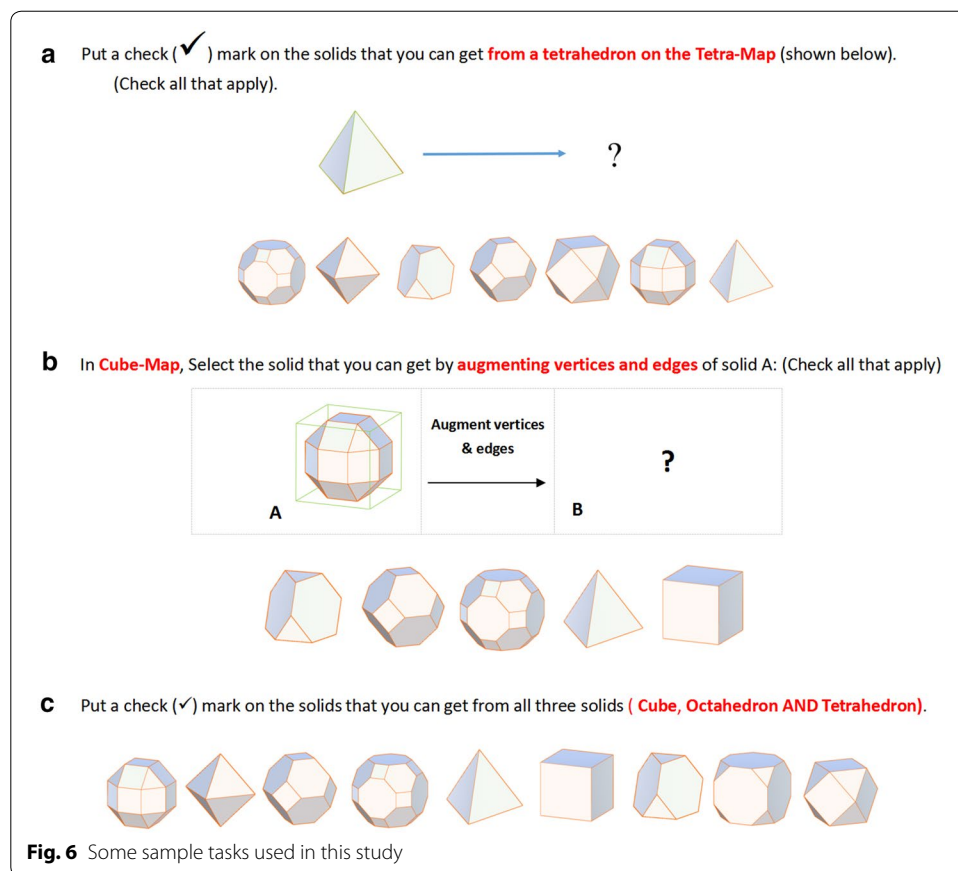 a Put a check (✓) mark on the solids that you can get from a tetrahedron on the Tetra-Map (shown below).
(Check all that apply).
?
b In Cube-Map, Select the solid that you can get by augmenting vertices and edges of solid A: (Check all that apply)
Augment vertices
& edges
?
A
B
c Put a check (✓) mark on the solids that you can get from all three solids ( Cube, Octahedron AND Tetrahedron).
Fig. 6 Some sample tasks used in this study